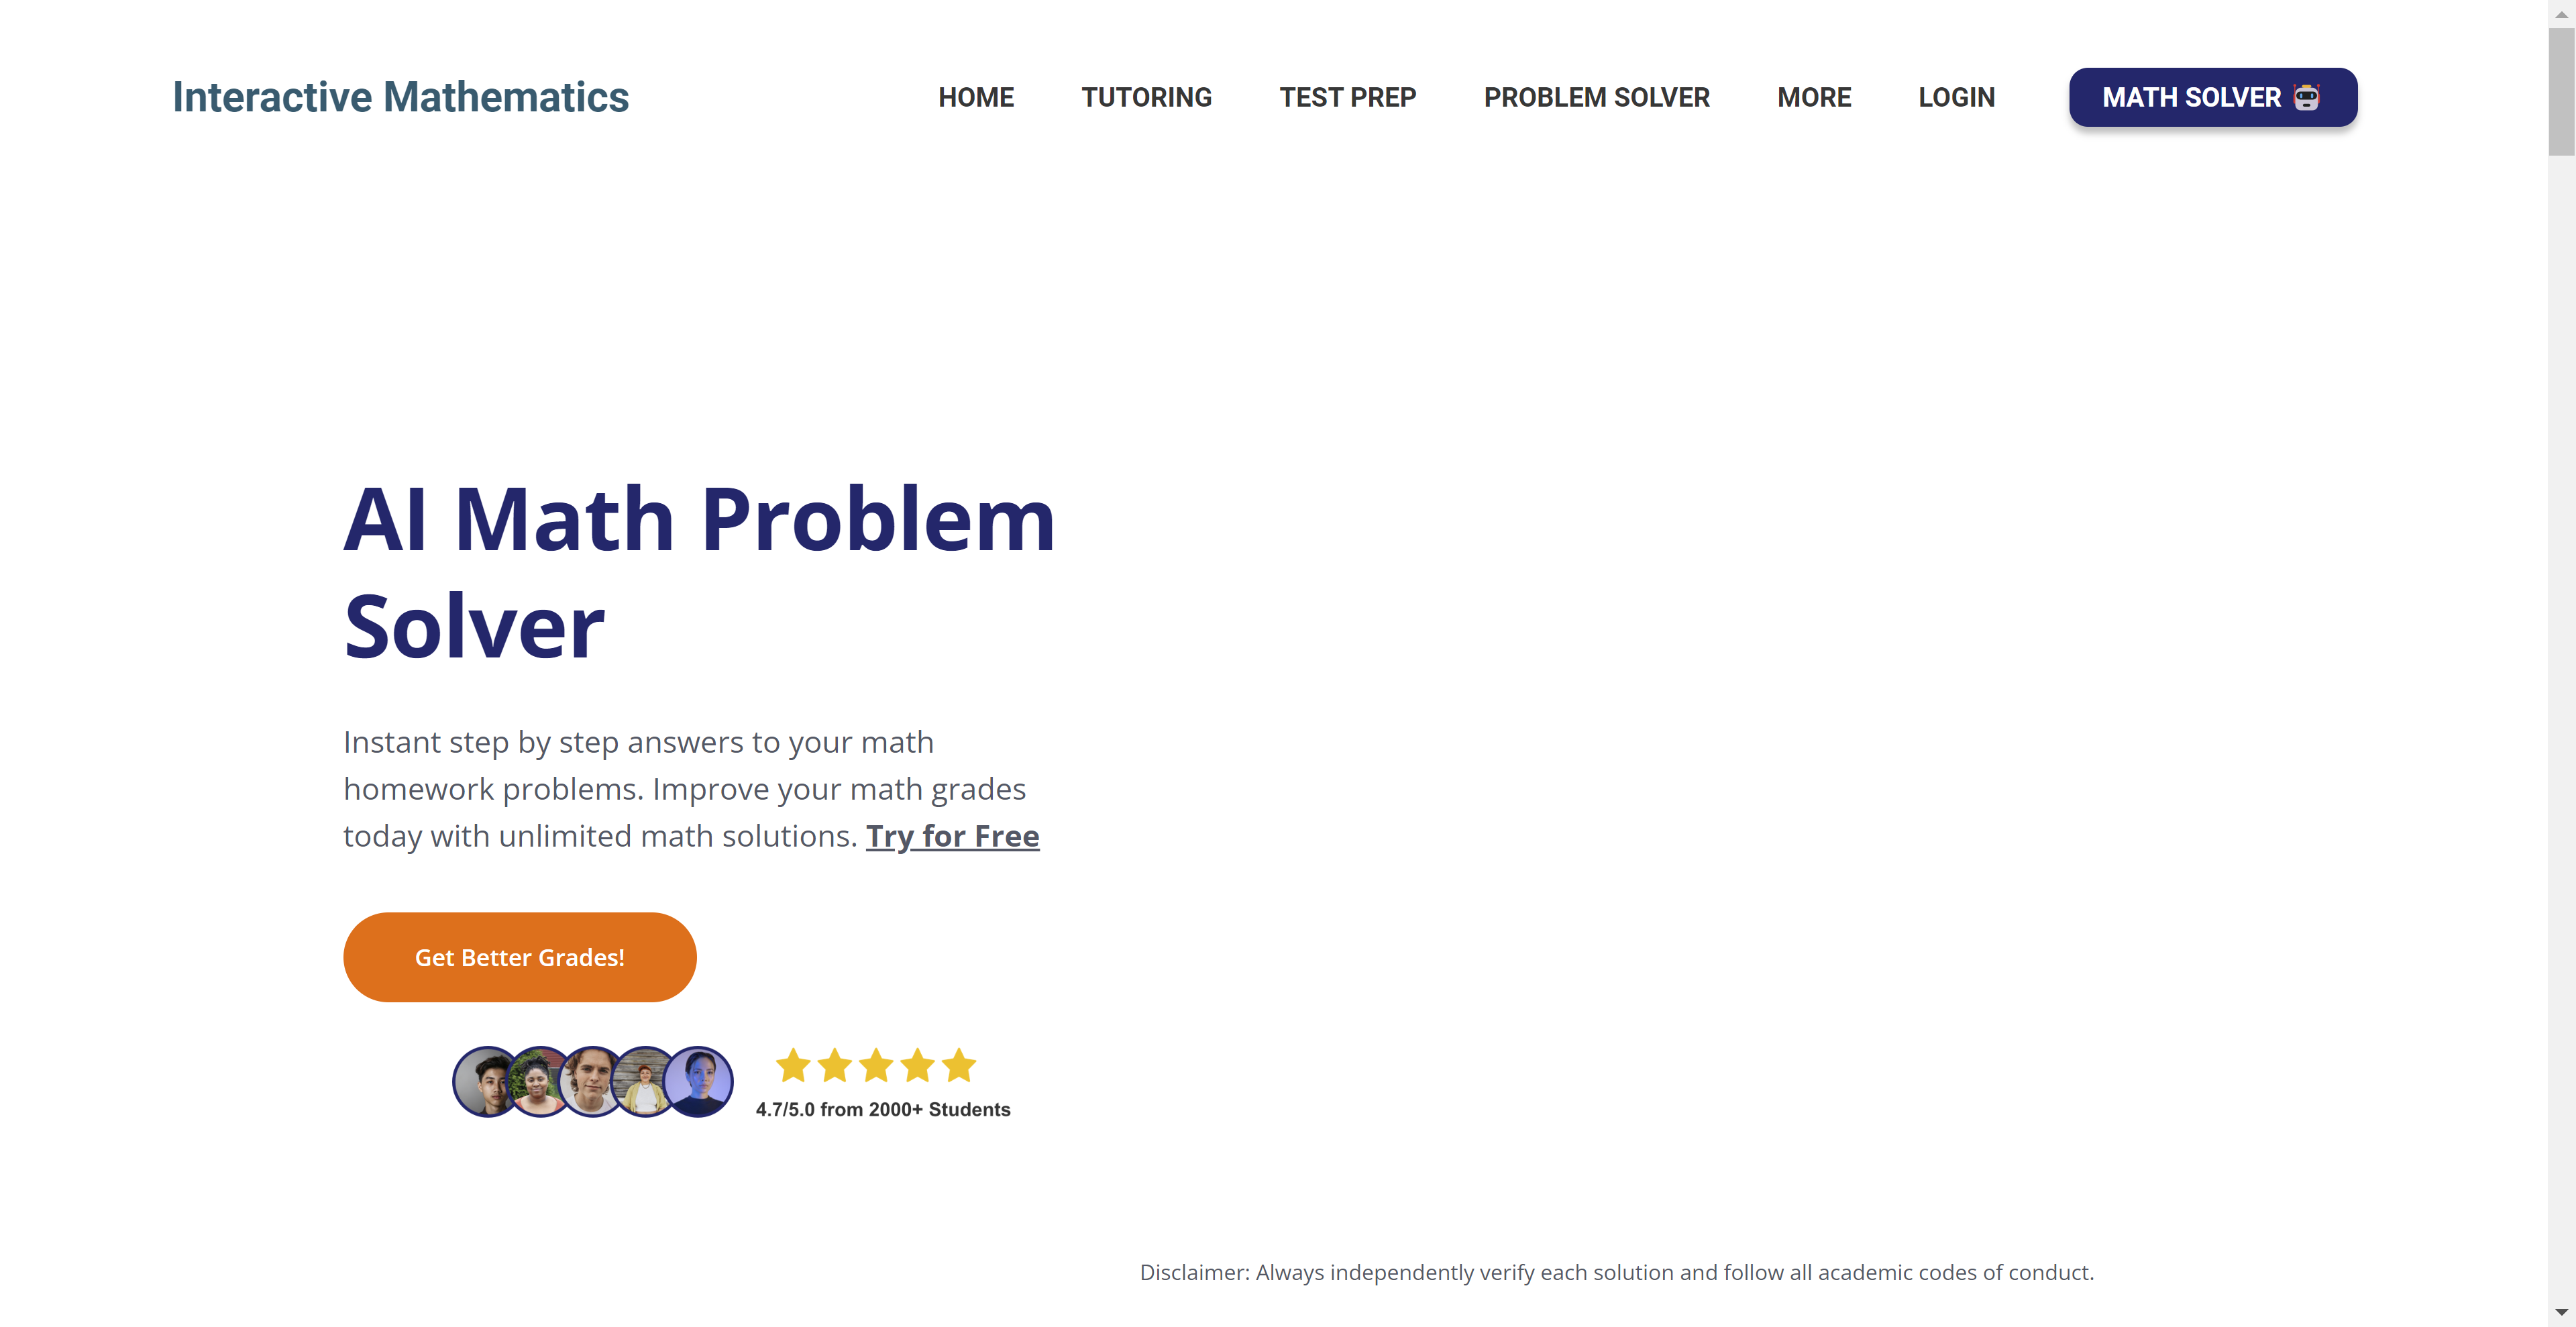 Interactive Mathematics
HOME TUTORING TEST PREP PROBLEM SOLVER MORE LOGIN MATH SOLVER
AI Math Problem
Solver
Instant step by step answers to your math
homework problems. Improve your math grades
today with unlimited math solutions. Try for Free
Get Better Grades!
4.7/5.0 from 2000+ Students
Disclaimer: Always independently verify each solution and follow all academic codes of conduct.